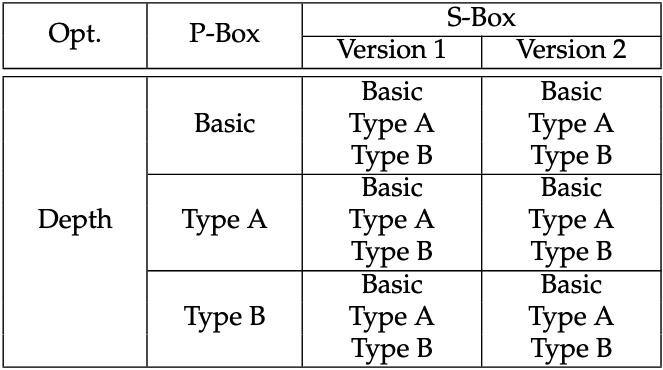 Opt. P-Box S-Box
Version 1 Version 2
Basic Basic
Basic Type A Type A
Type B Type B
Basic Basic
Depth Type A Type A Type A
Type B Type B
Basic Basic
Type B Type A Type A
Type B Type B